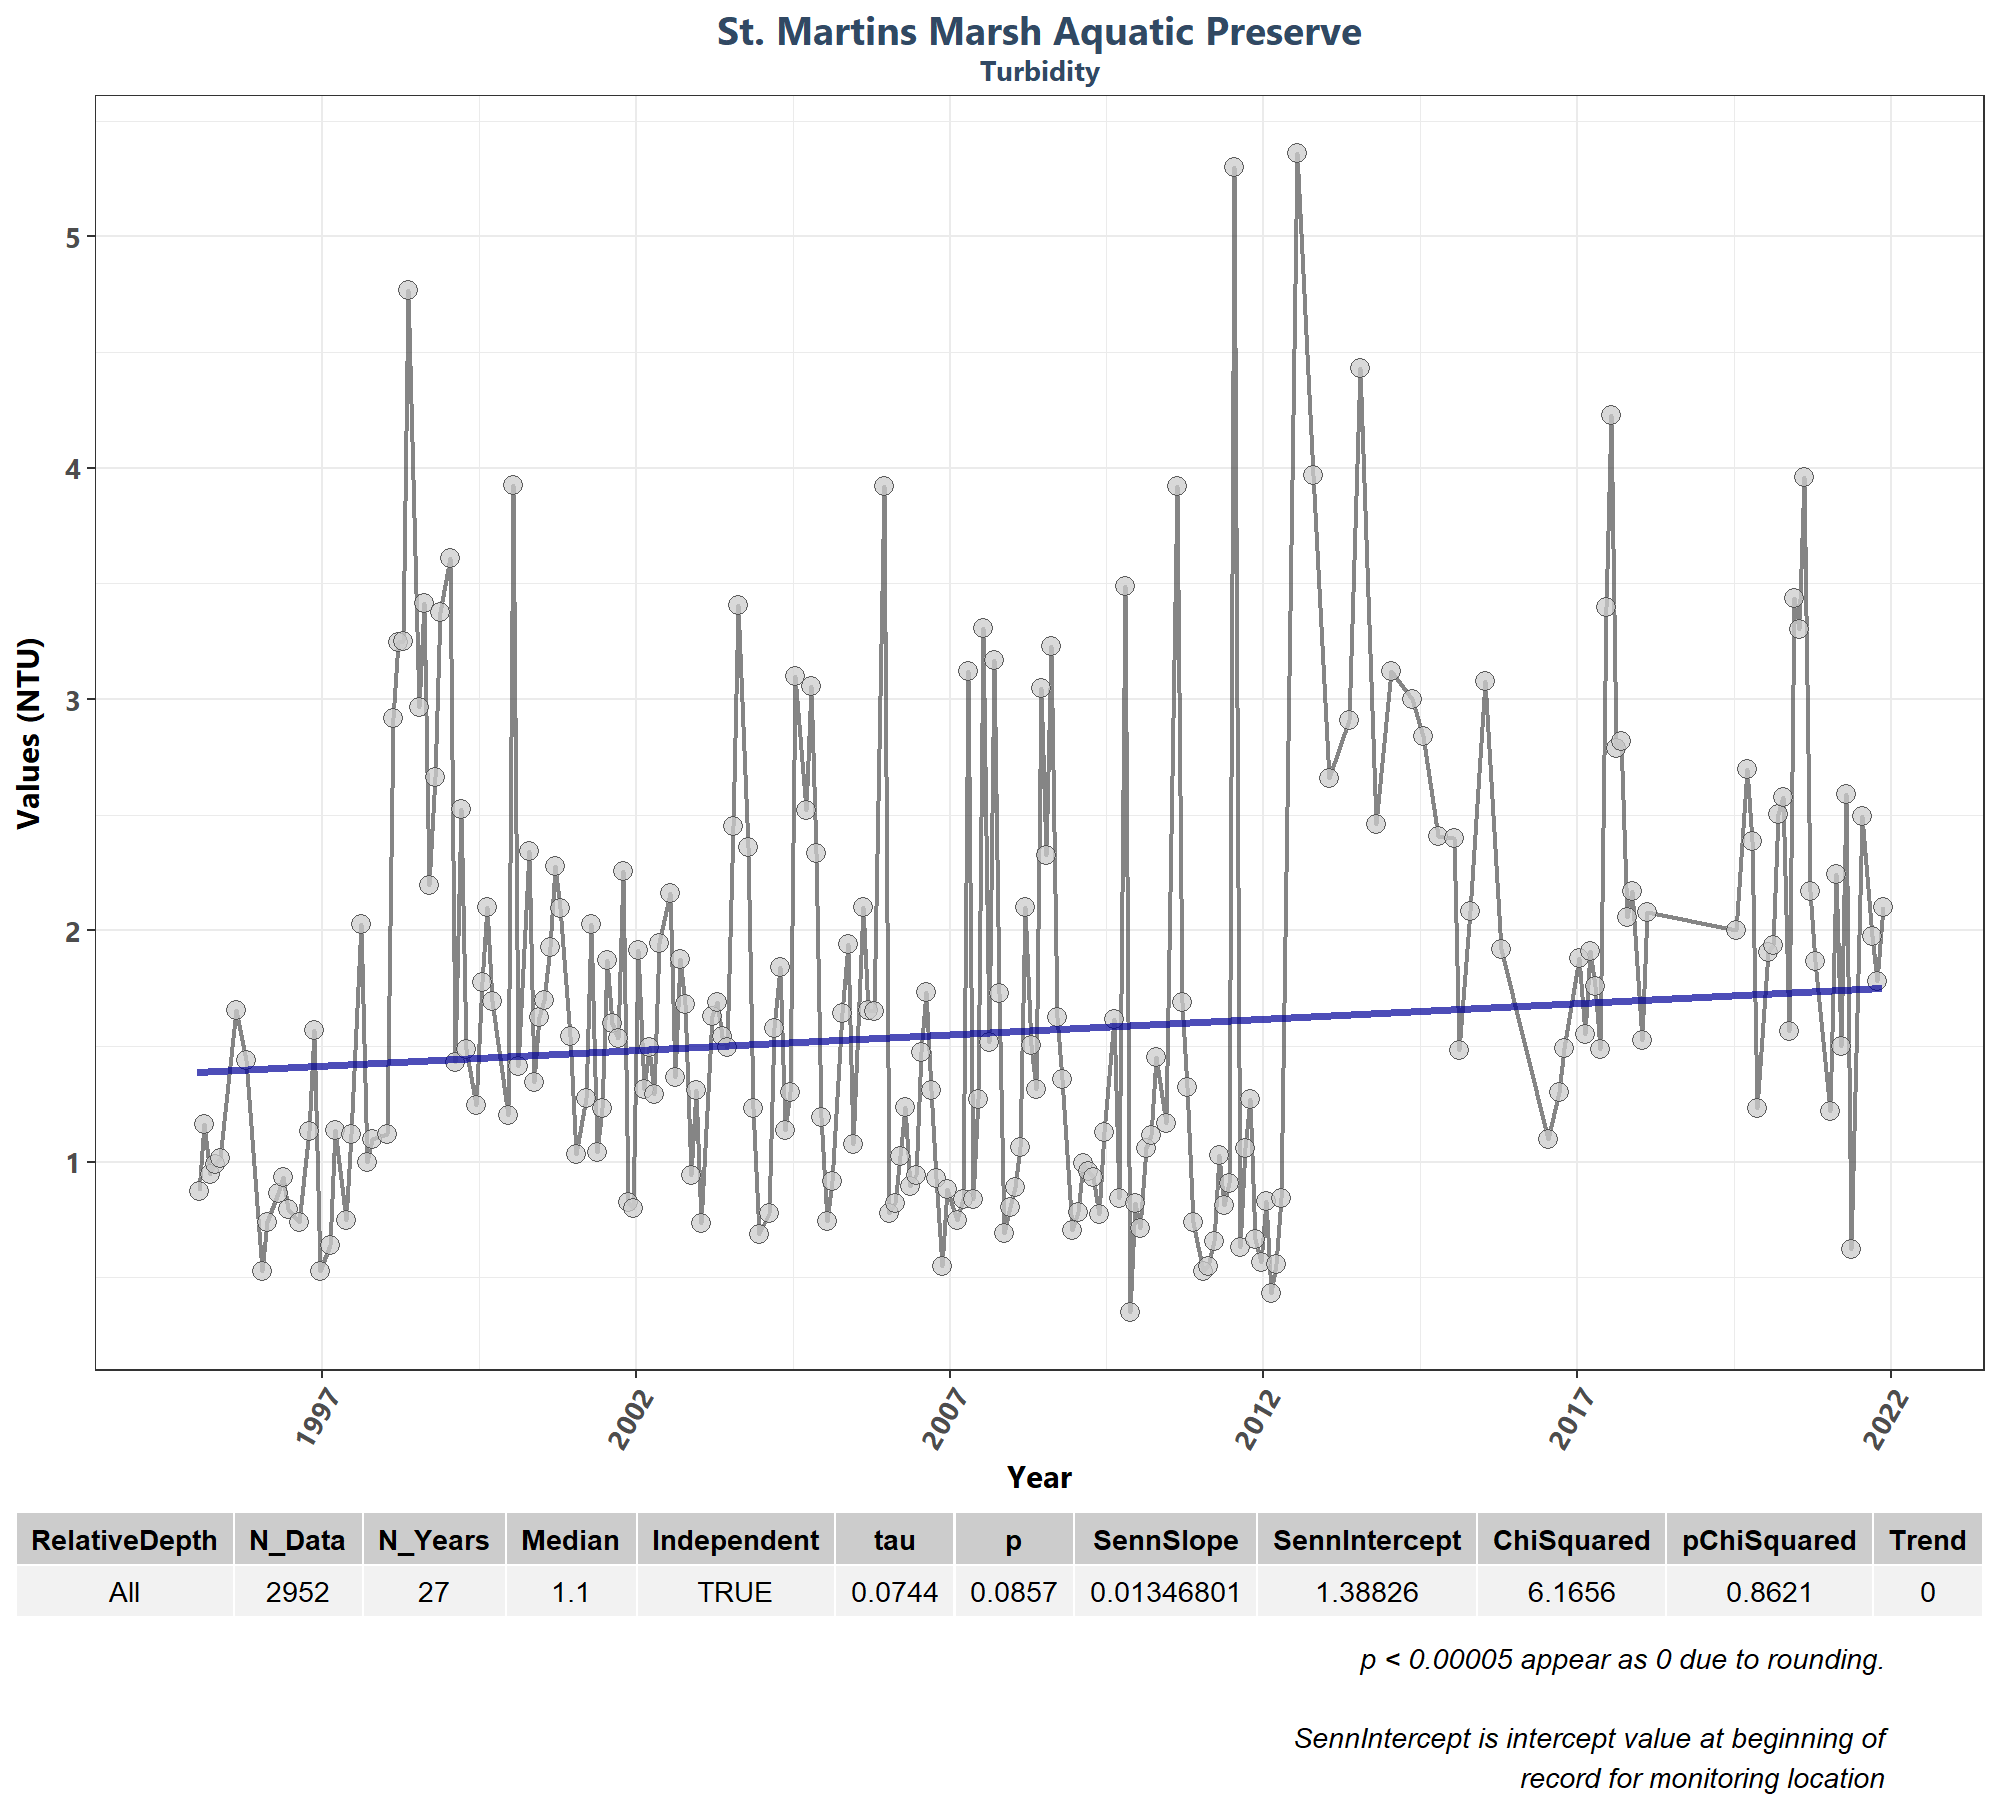 St. Martins Marsh Aquatic Preserve
Turbidity
Values (NTU)
5
4
3
2
1
1997 2002 2007 2012 2017 2022
Year
RelativeDepth N_Data N_Years Median Independent tau p SennSlope SennIntercept ChiSquared pChiSquared Trend
All 2952 27 1.1 TRUE 0.0744 0.0857 0.01346801 1.38826 6.1656 0.8621 0
p < 0.00005 appear as 0 due to rounding.
SennIntercept is intercept value at beginning of
record for monitoring location